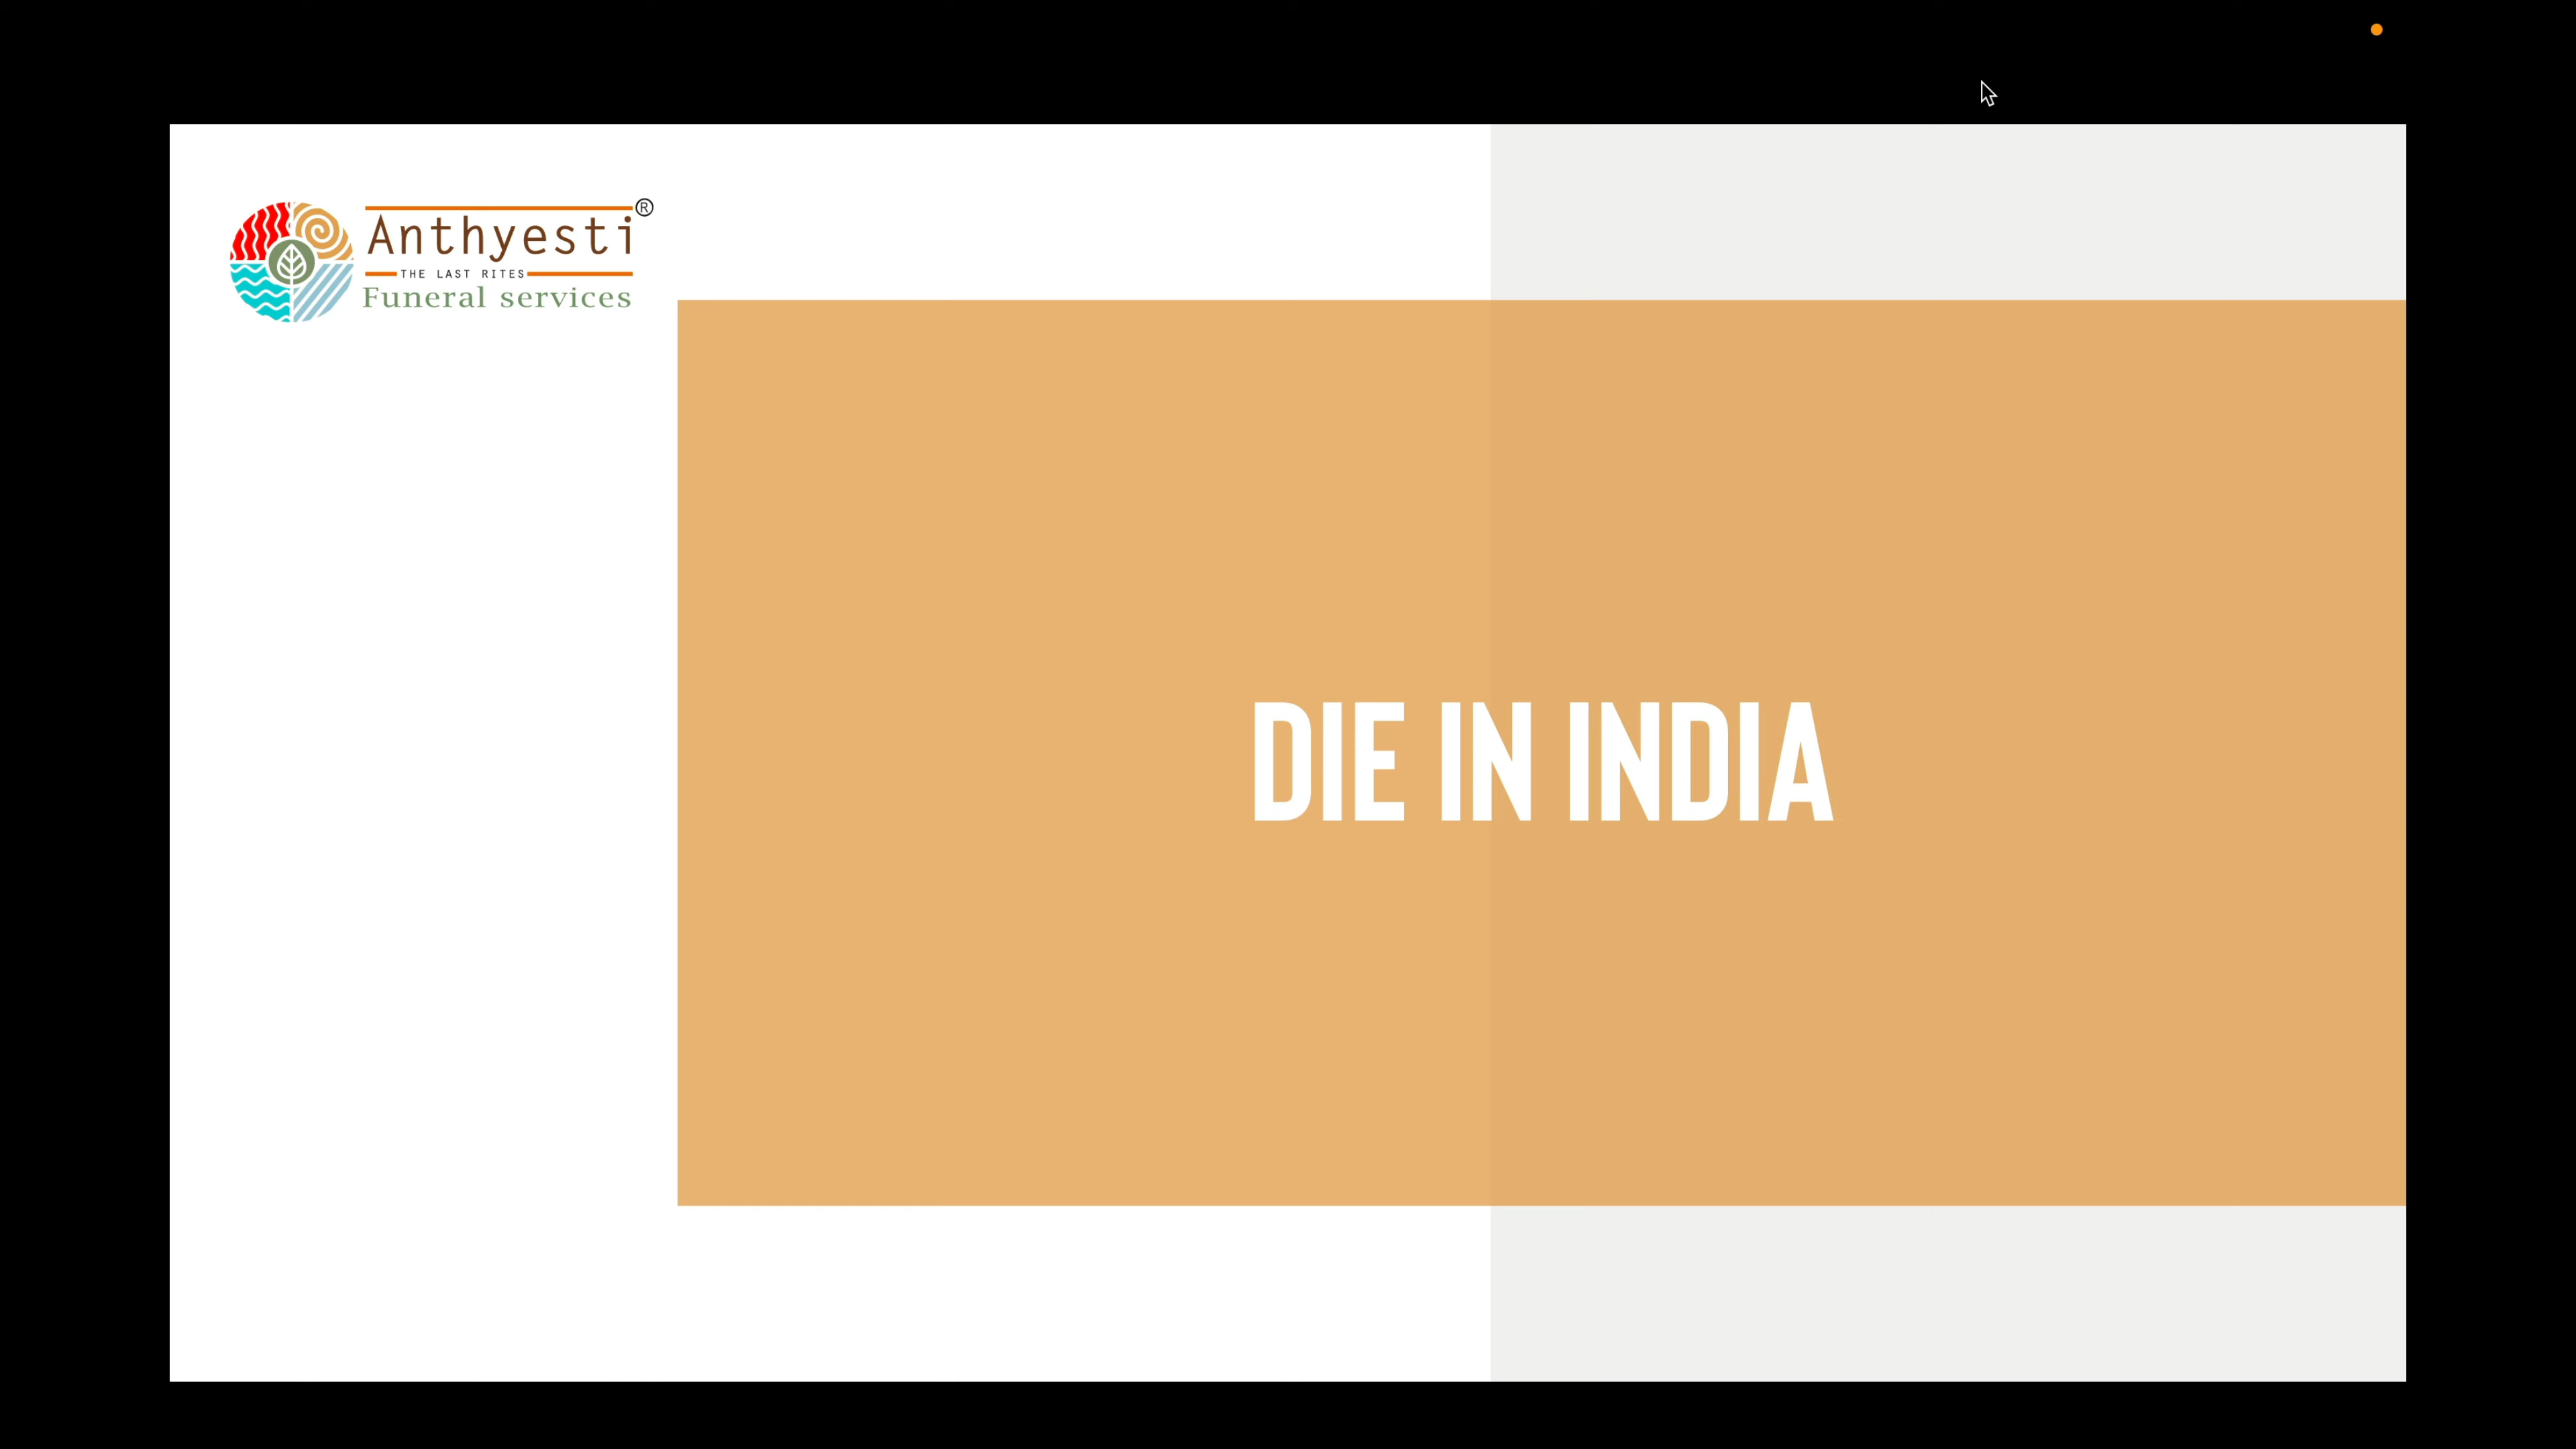 Anthyesti®
THE LAST RITES
Funeral services
DIE IN INDIA